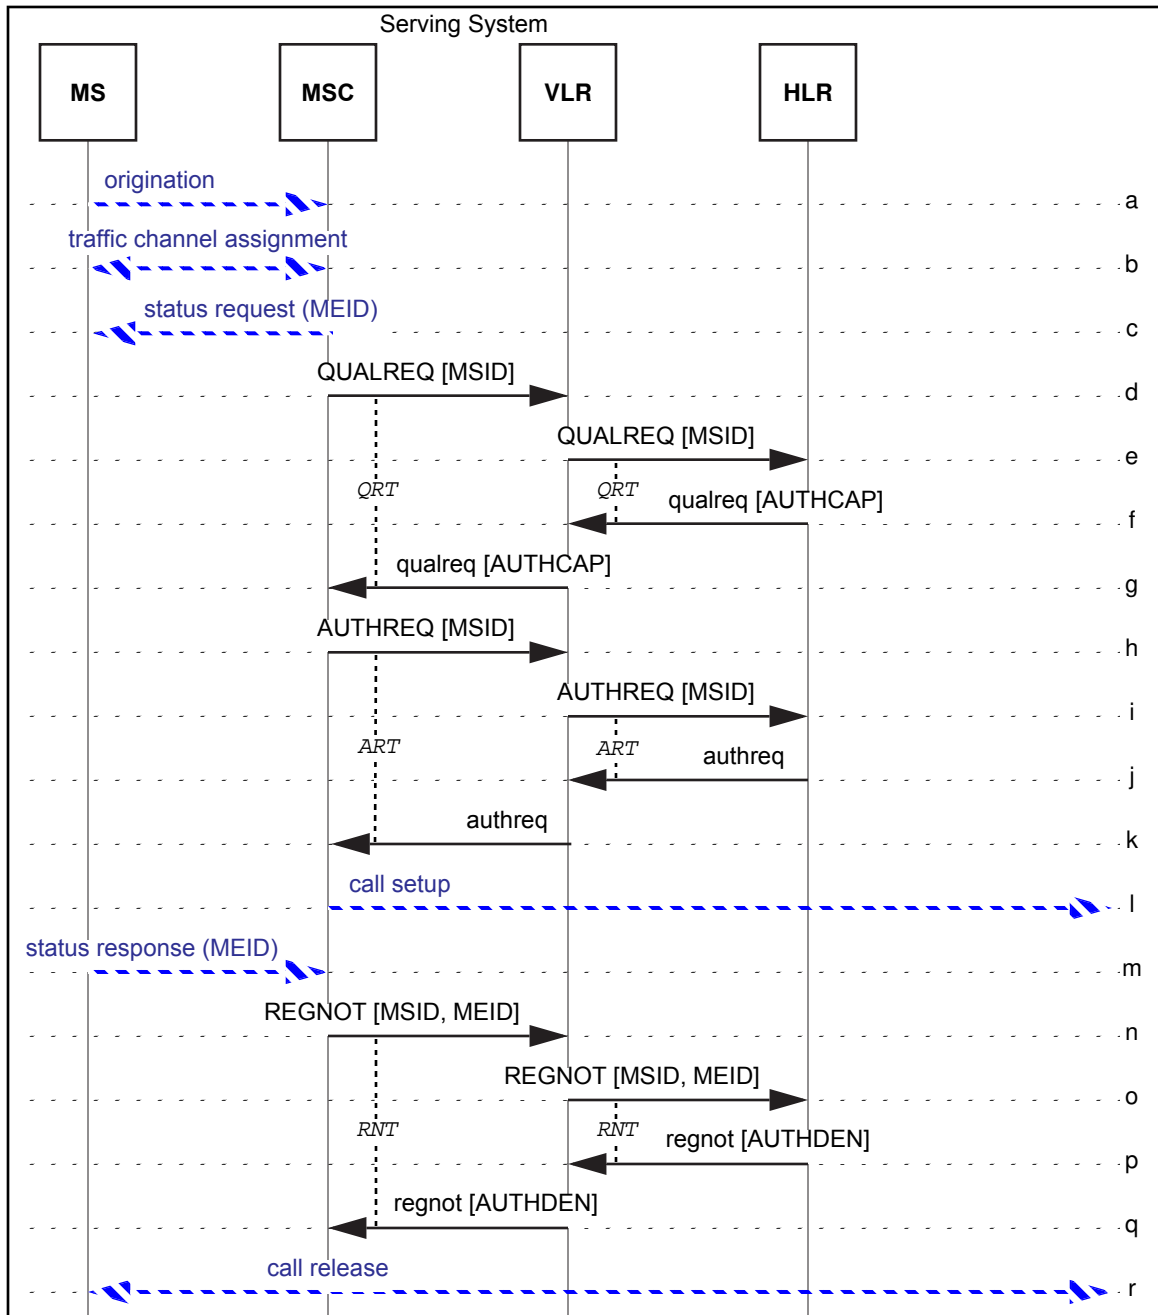 Serving System
MS MSC VLR HLR
origination
a
traffic channel assignment
b
status request (MEID)
c
QUALREQ [MSID]
d
QUALREQ [MSID]
e
QRT QRT
qualreq [AUTHCAP]
f
qualreq [AUTHCAP]
g
AUTHREQ [MSID]
h
AUTHREQ [MSID]
i
ART ART
authreq
j
authreq
k
call setup
l
status response (MEID)
m
REGNOT [MSID, MEID]
n
REGNOT [MSID, MEID]
o
RNT RNT
regnot [AUTHDEN]
p
regnot [AUTHDEN]
q
call release
r